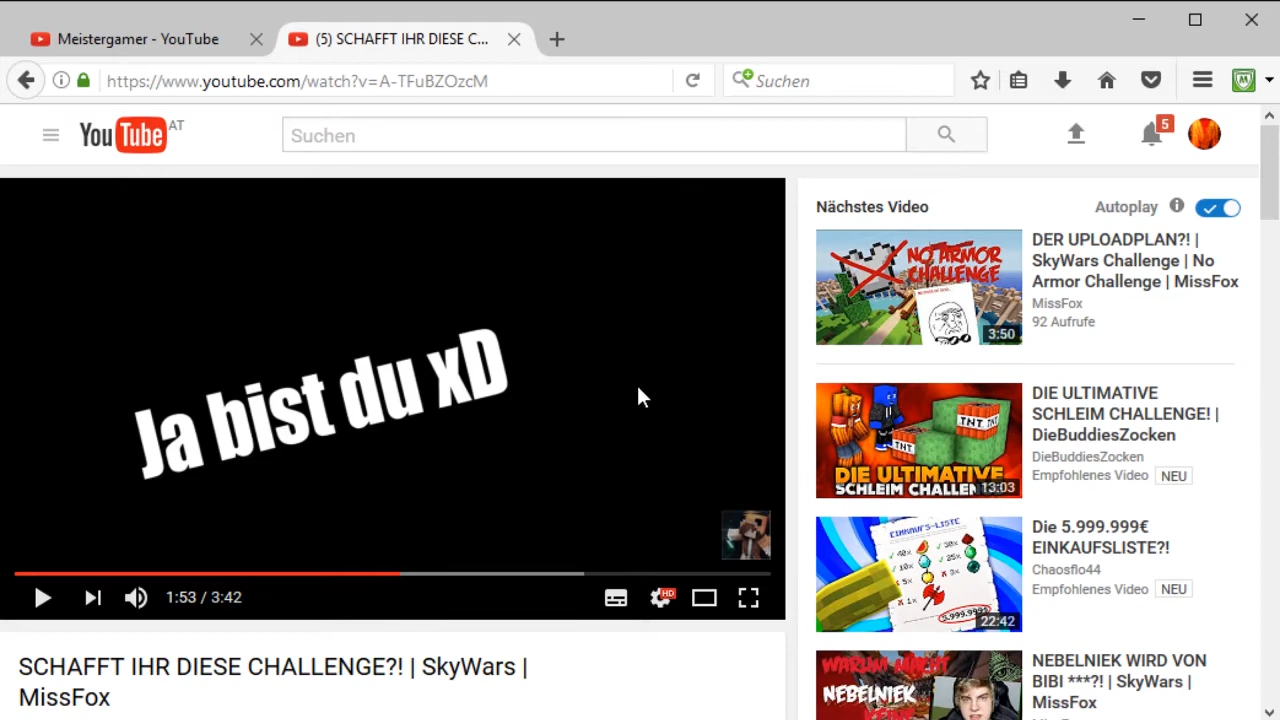 Meistergamer - YouTube
(5) SCHAFFT IHR DIESE C...
https://www.youtube.com/watch?v=A-TFuBZOzcM
Suchen
YouTube AT
Suchen
5
Ja bist du xD
1:53 / 3:42
HD
SCHAFFT IHR DIESE CHALLENGE?! | SkyWars |
MissFox
Nächstes Video
Autoplay
NO ARMOR
CHALLENGE
3:50
DER UPLOADPLAN?! |
SkyWars Challenge | No
Armor Challenge | MissFox
MissFox
92 Aufrufe
TNT TNT
TNT
DIE ULTIMATIVE
SCHLEIM CHALLEN
13:03
DIE ULTIMATIVE
SCHLEIM CHALLENGE! |
DieBuddiesZocken
DieBuddiesZocken
Empfohlenes Video NEU
EINKAUFS-LISTE
5.999.999€
22:42
Die 5.999.999€
EINKAUFSLISTE?!
Chaosflo44
Empfohlenes Video NEU
WARUM MACHT
NEBELNIEK
NEBELNIEK WIRD VON
BIBI ***?! | SkyWars |
MissFox